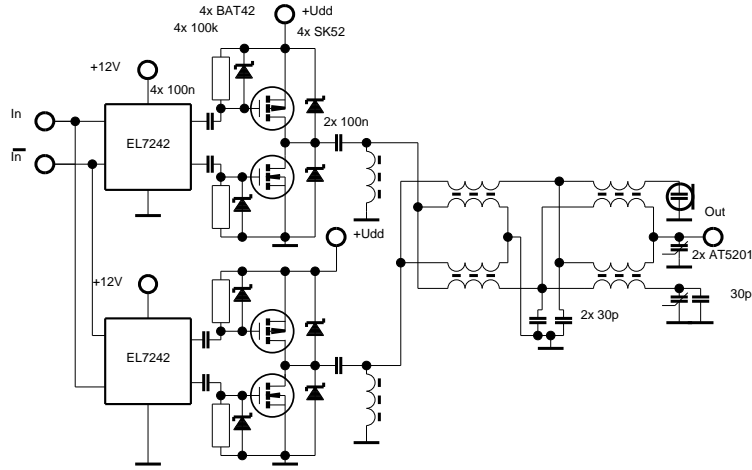 4x BAT42
+Udd
4x 100k
4x SK52
+12V
4x 100n
In
EL7242
2x 100n
In
+Udd
Out
2x AT5201
+12V
30p
2x 30p
EL7242